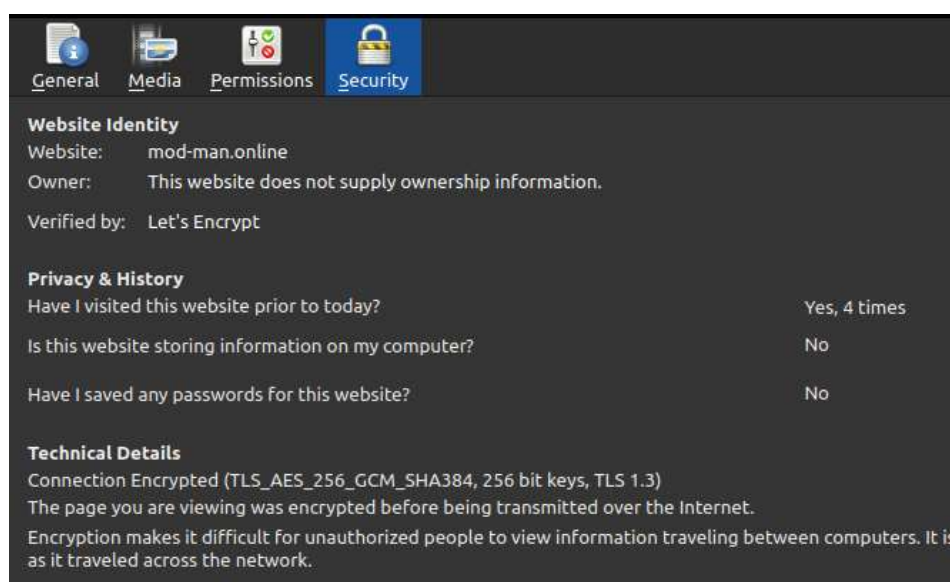 General Media Permissions Security
Website Identity
Website: mod-man.online
Owner: This website does not supply ownership information.
Verified by: Let's Encrypt
Privacy & History
Have I visited this website prior to today? Yes, 4 times
Is this website storing information on my computer? No
Have I saved any passwords for this website? No
Technical Details
Connection Encrypted (TLS_AES_256_GCM_SHA384, 256 bit keys, TLS 1.3)
The page you are viewing was encrypted before being transmitted over the Internet.
Encryption makes it difficult for unauthorized people to view information traveling between computers. It is
as it traveled across the network.